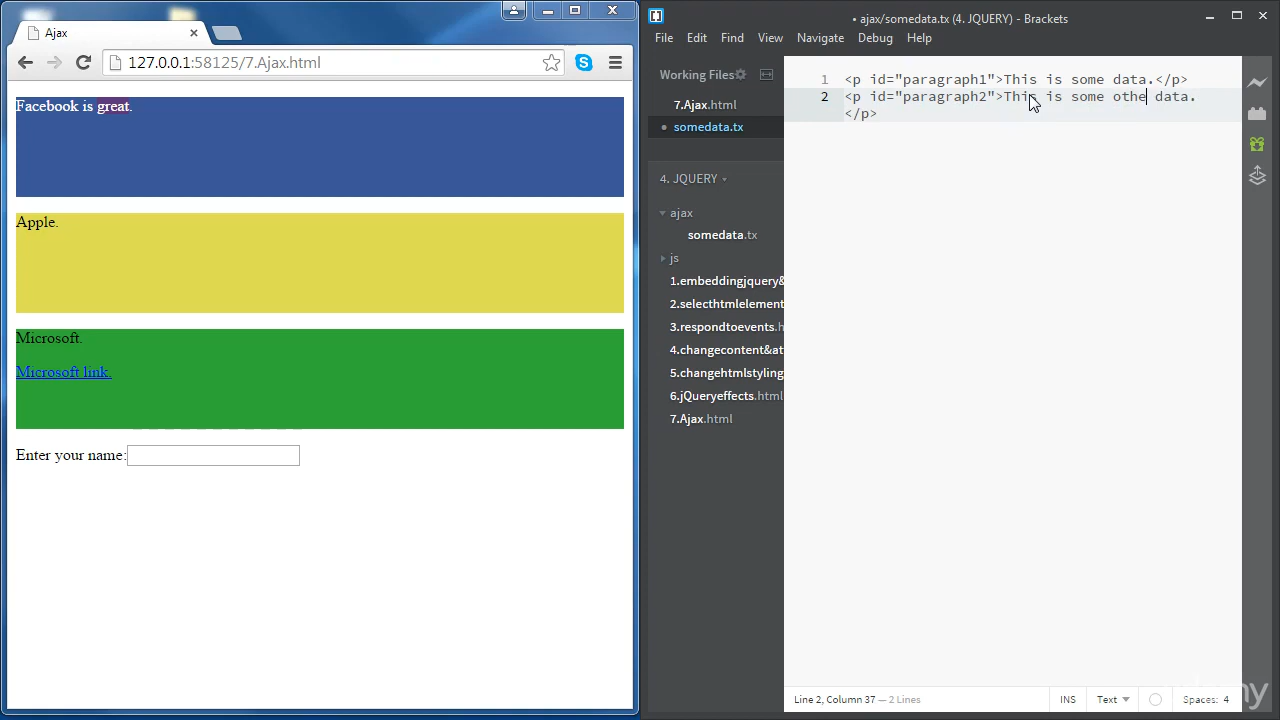 Ajax
127.0.0.1:58125/7.Ajax.html
Facebook is great.
Apple.
Microsoft.
Microsoft link.
Enter your name:
• ajax/somedata.tx (4. JQUERY) - Brackets
File Edit Find View Navigate Debug Help
Working Files
7.Ajax.html
• somedata.tx
4. JQUERY
ajax
somedata.tx
js
1.embeddingjquery&
2.selecthtmlelement
3.respondtoevents.h
4.changecontent&at
5.changehtmlstyling
6.jQueryeffects.html
7.Ajax.html
1 <p id="paragraph1">This is some data.</p>
2 <p id="paragraph2">This is some othe data.
</p>
Line 2, Column 37 — 2 Lines
INS
Text
Spaces: 4